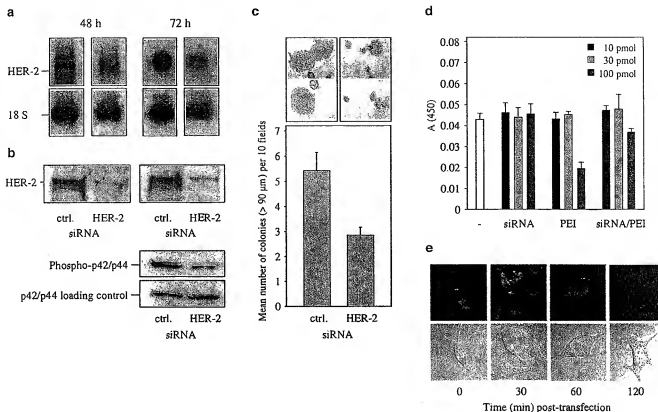 a
48 h
72 h
HER-2
18 S
b
HER-2
ctrl. HER-2
siRNA
ctrl. HER-2
siRNA
Phospho-p42/p44
p42/p44 loading control
ctrl. HER-2
siRNA
c
Mean number of colonies (> 90 µm) per 10 fields
7
6
5
4
3
2
1
0
ctrl. HER-2
siRNA
d
A (450)
0.08
0.07
0.06
0.05
0.04
0.03
0.02
0.01
0
10 pmol
30 pmol
100 pmol
- siRNA PEI siRNA/PEI
e
0 30 60 120
Time (min) post-transfection